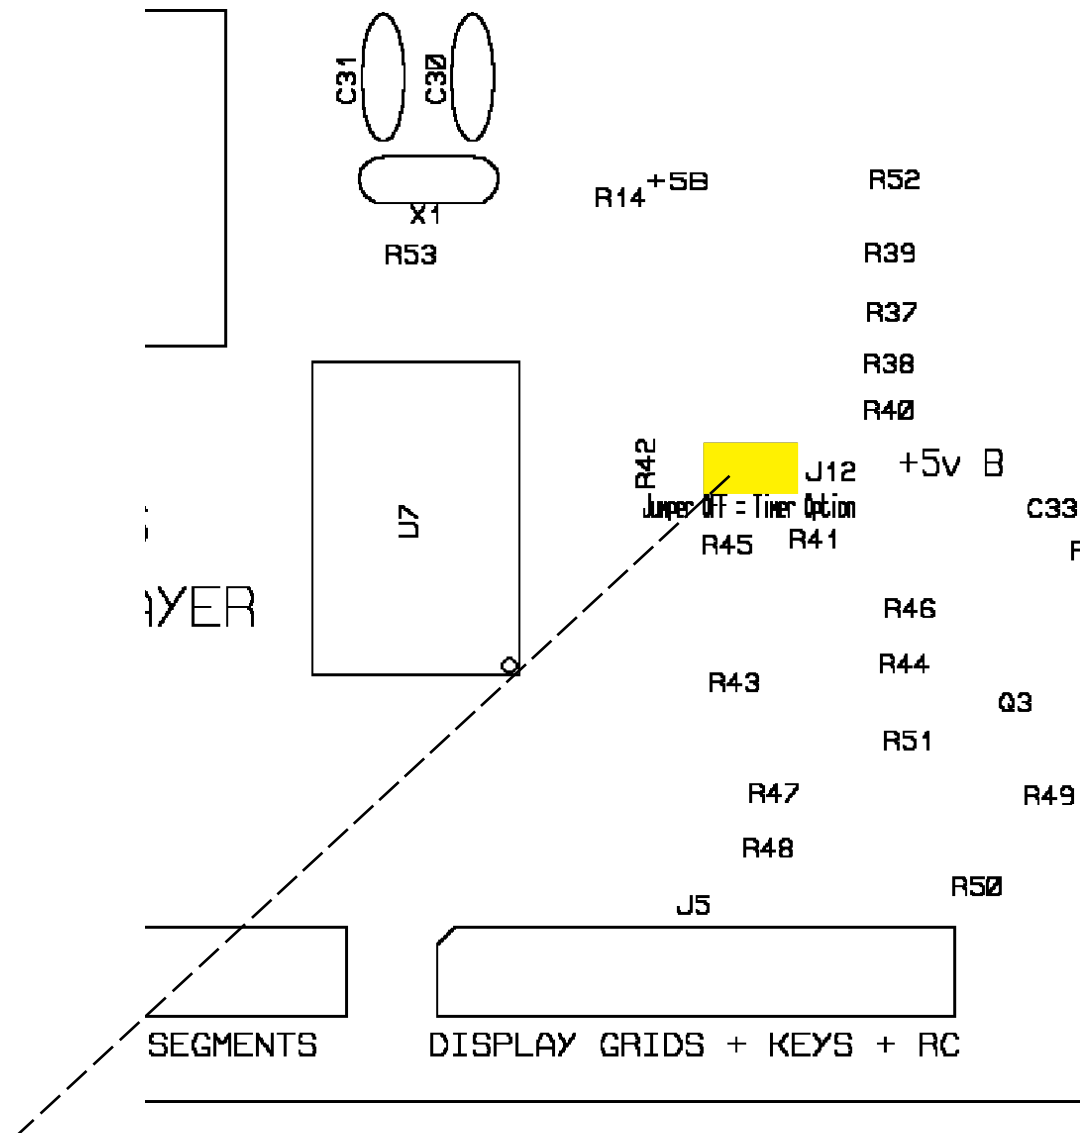 C31
C30
X1
R53
R14
+5B
R52
R39
R37
R38
R40
R42
J12
+5v B
Jumper OFF = Timer Option
C33
R45
R41
U7
AYER
R46
R44
R43
Q3
R51
R47
R49
R48
R50
J5
SEGMENTS
DISPLAY GRIDS + KEYS + RC